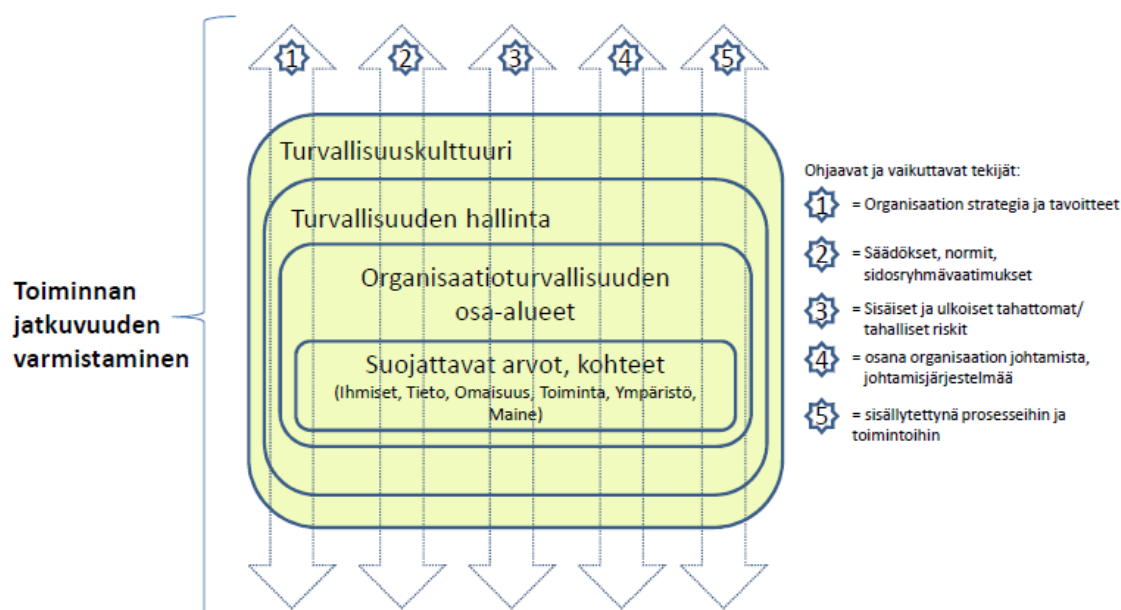 1
2
3
4
5
Turvallisuuskulttuuri
Turvallisuuden hallinta
Organisaatioturvallisuuden
osa-alueet
Suojattavat arvot, kohteet
(Ihmiset, Tieto, Omaisuus, Toiminta, Ympäristö,
Maine)
Toiminnan
jatkuvuuden
varmistaminen
Ohjaavat ja vaikuttavat tekijät:
1 = Organisaation strategia ja tavoitteet
2 = Säädökset, normit,
sidosryhmävaatimukset
3 = Sisäiset ja ulkoiset tahattomat/
tahalliset riskit
4 = osana organisaation johtamista,
johtamisjärjestelmää
5 = sisällytettynä prosesseihin ja
toimintoihin